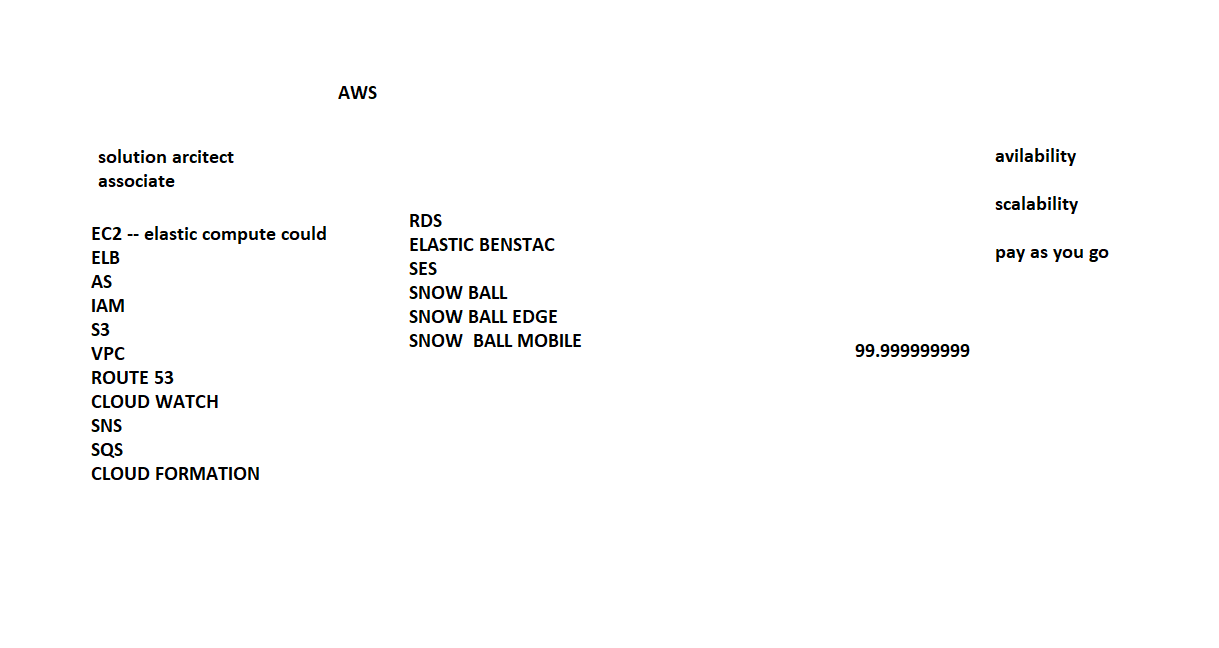 AWS
solution arcitect
associate
EC2 -- elastic compute could
ELB
AS
IAM
S3
VPC
ROUTE 53
CLOUD WATCH
SNS
SQS
CLOUD FORMATION
RDS
ELASTIC BENSTAC
SES
SNOW BALL
SNOW BALL EDGE
SNOW  BALL MOBILE
avilability
scalability
pay as you go
99.999999999